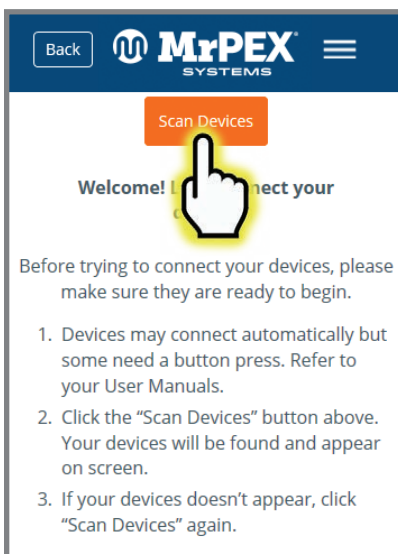 Back MrPEX
SYSTEMS
Scan Devices
Welcome! your
Before trying to connect your devices, please
make sure they are ready to begin.
1. Devices may connect automatically but
some need a button press. Refer to
your User Manuals.
2. Click the “Scan Devices” button above.
Your devices will be found and appear
on screen.
3. If your devices doesn’t appear, click
“Scan Devices” again.